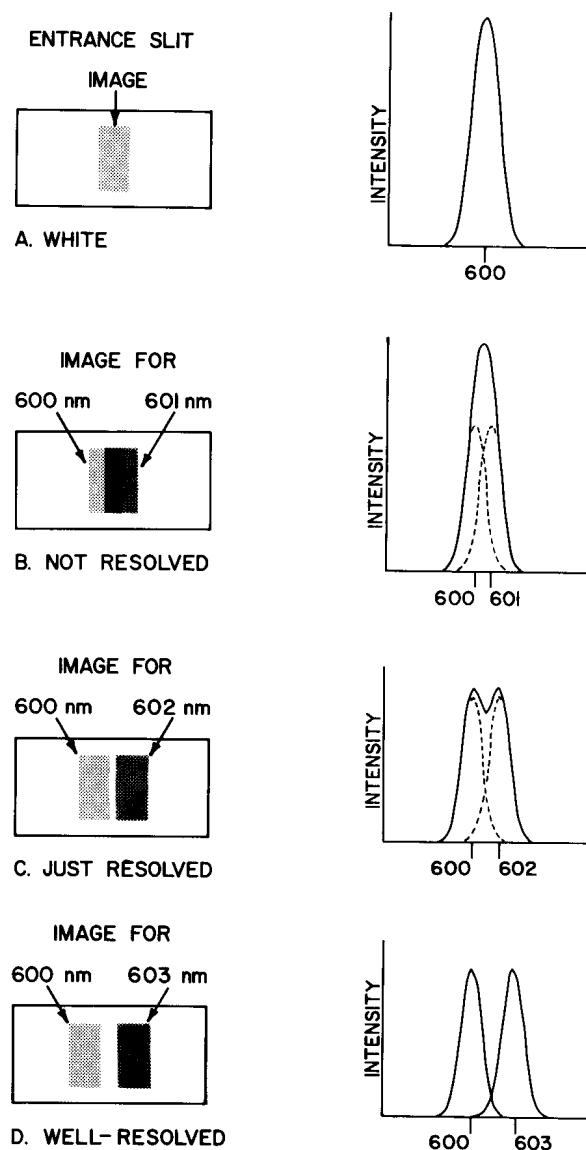 ENTRANCE SLIT
IMAGE
A. WHITE
INTENSITY
600
IMAGE FOR
600 nm
601 nm
B. NOT RESOLVED
INTENSITY
600
601
IMAGE FOR
600 nm
602 nm
C. JUST RESOLVED
INTENSITY
600
602
IMAGE FOR
600 nm
603 nm
D. WELL-RESOLVED
INTENSITY
600
603